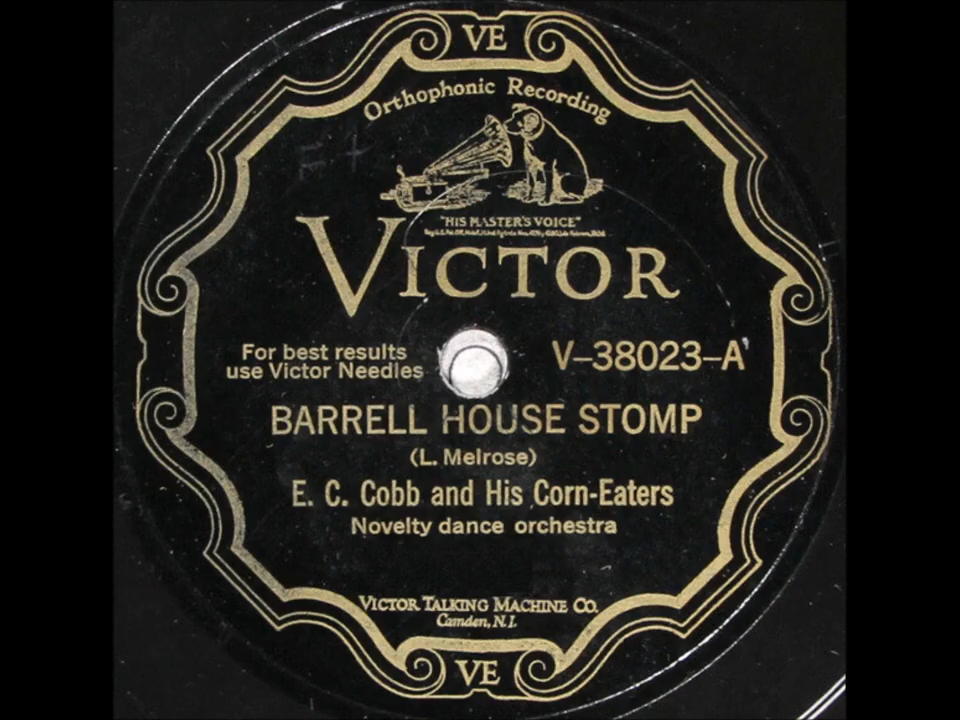 VE
Orthophonic Recording
"HIS MASTER'S VOICE"
VICTOR
For best results
use Victor Needles
V-38023-A
BARRELL HOUSE STOMP
(L. Melrose)
E. C. Cobb and His Corn-Eaters
Novelty dance orchestra
VICTOR TALKING MACHINE CO.
Camden, N.J.
VE